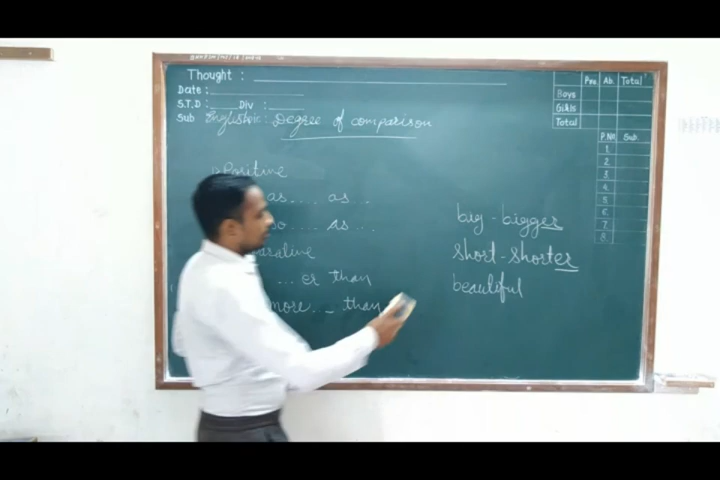 Thought :
Pre. Ab. Total
Date :
Boys
S.T.D : Div :
Girls
Sub English : Degree of comparison
Total
P.No Sub.
1.
2.
3.
4.
5.
6.
7.
8.
Positive
as .... as ...
so .... as ...
... er than
more .. _ than
big - bigger
short - shorter
beautiful